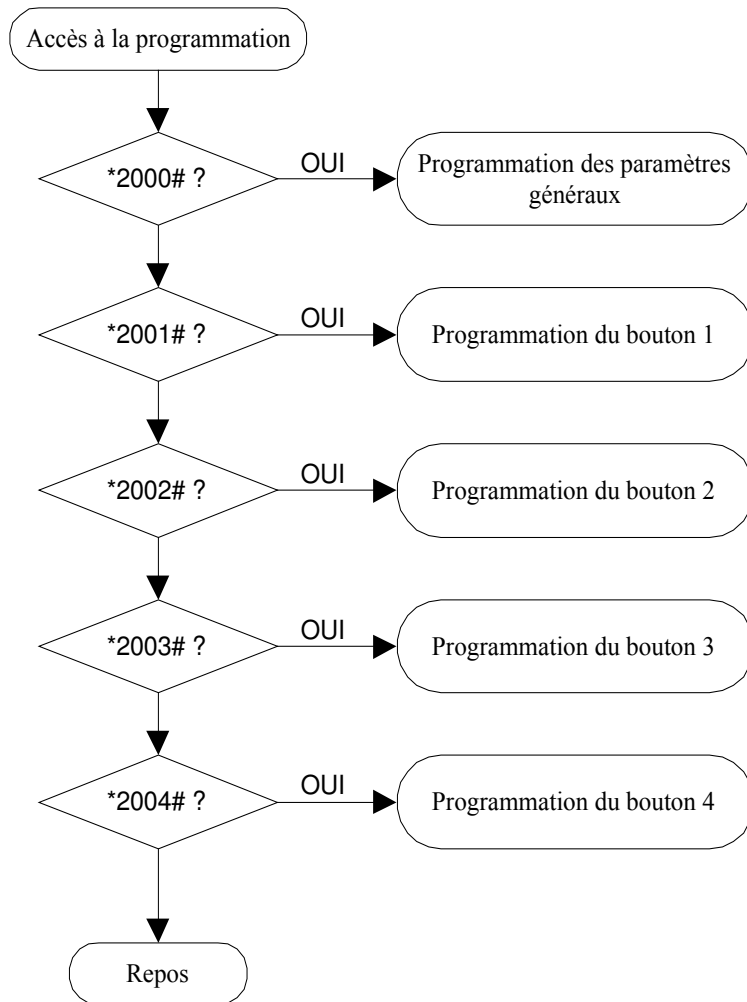 Accès à la programmation
*2000# ?
OUI
Programmation des paramètres
généraux
*2001# ?
OUI
Programmation du bouton 1
*2002# ?
OUI
Programmation du bouton 2
*2003# ?
OUI
Programmation du bouton 3
*2004# ?
OUI
Programmation du bouton 4
Repos